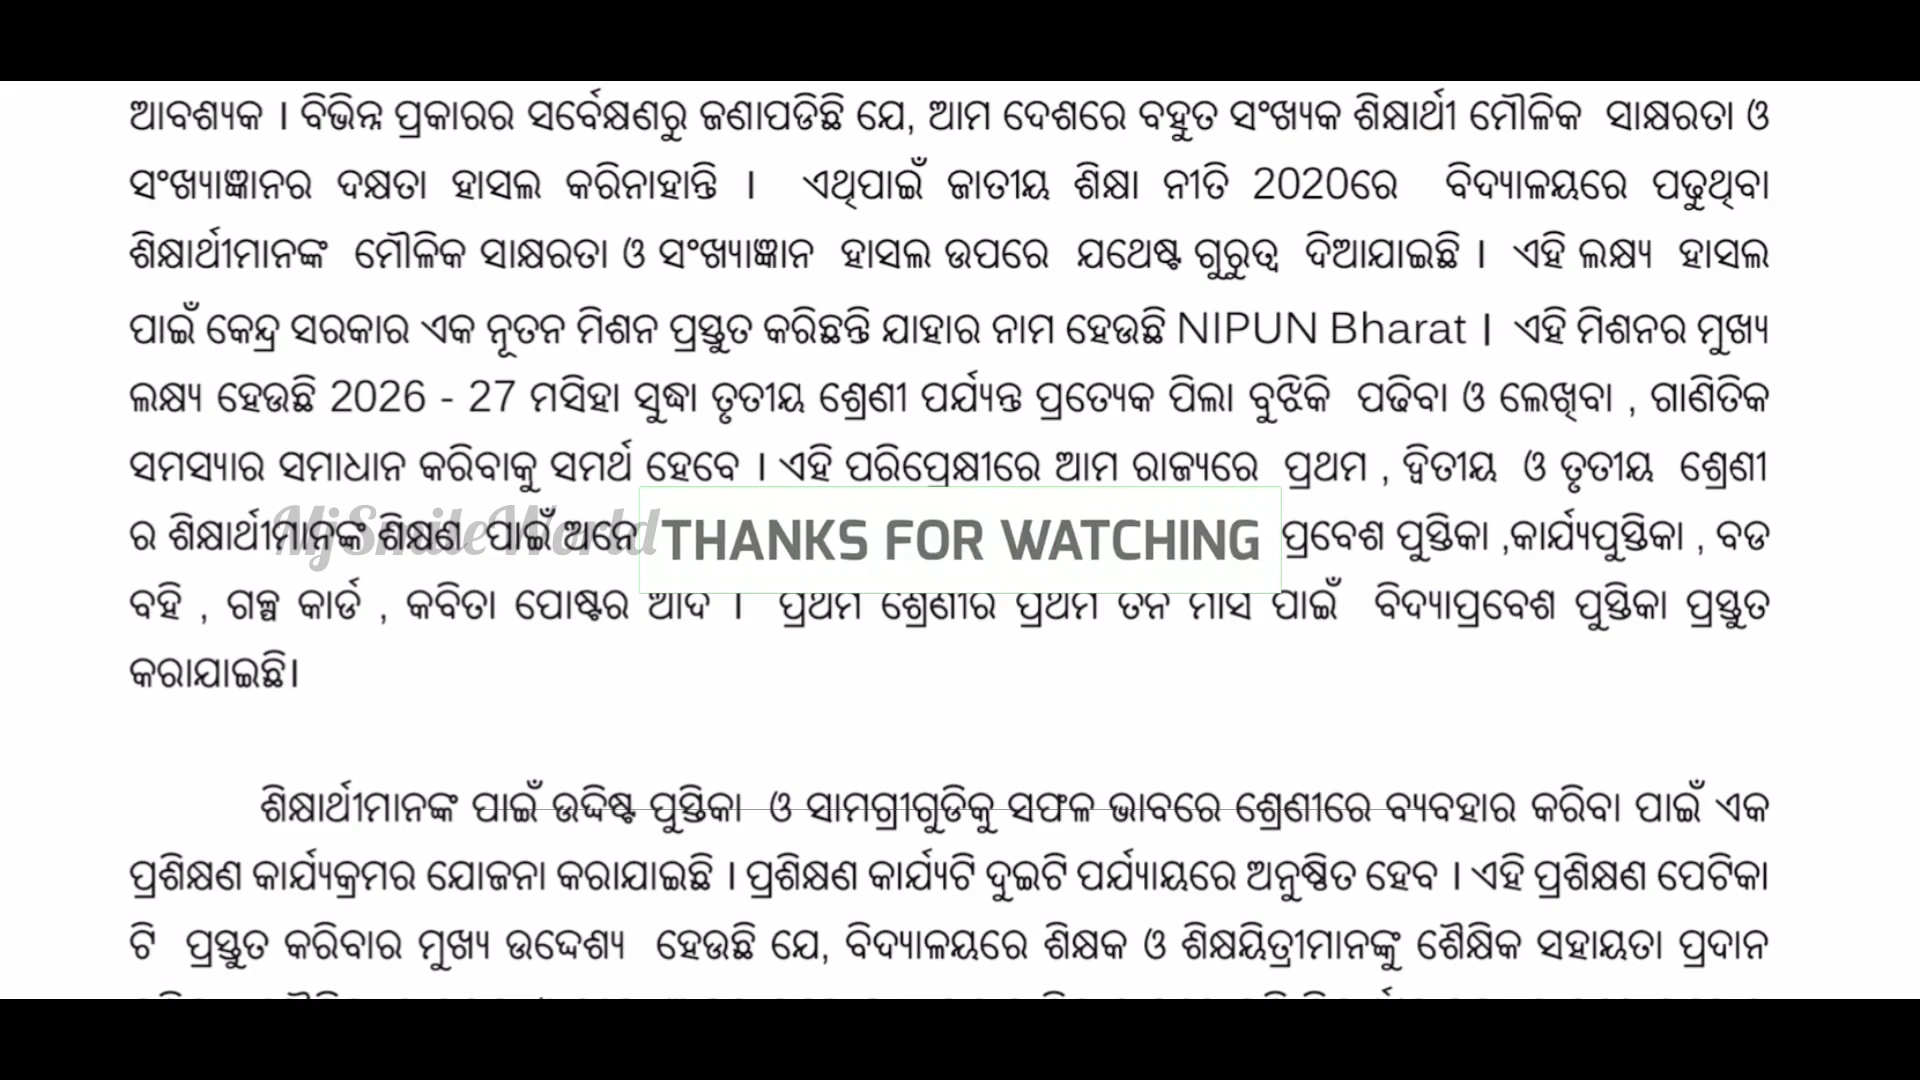 ଆବଶ୍ୟକ । ବିଭିନ୍ନ ପ୍ରକାରର ସର୍ବେକ୍ଷଣରୁ ଜଣାପଡିଛି ଯେ, ଆମ ଦେଶରେ ବହୁତ ସଂଖ୍ୟକ ଶିକ୍ଷାର୍ଥୀ ମୌଳିକ ସାକ୍ଷରତା ଓ
ସଂଖ୍ୟାଜ୍ଞାନର ଦକ୍ଷତା ହାସଲ କରିନାହାନ୍ତି । ଏଥିପାଇଁ ଜାତୀୟ ଶିକ୍ଷା ନୀତି 2020ରେ ବିଦ୍ୟାଳୟରେ ପଢୁଥିବା
ଶିକ୍ଷାର୍ଥୀମାନଙ୍କ ମୌଳିକ ସାକ୍ଷରତା ଓ ସଂଖ୍ୟାଜ୍ଞାନ ହାସଲ ଉପରେ ଯଥେଷ୍ଟ ଗୁରୁତ୍ୱ ଦିଆଯାଇଛି । ଏହି ଲକ୍ଷ୍ୟ ହାସଲ
ପାଇଁ କେନ୍ଦ୍ର ସରକାର ଏକ ନୂତନ ମିଶନ ପ୍ରସ୍ତୁତ କରିଛନ୍ତି ଯାହାର ନାମ ହେଉଛି NIPUN Bharat । ଏହି ମିଶନର ମୁଖ୍ୟ
ଲକ୍ଷ୍ୟ ହେଉଛି 2026 - 27 ମସିହା ସୁଦ୍ଧା ତୃତୀୟ ଶ୍ରେଣୀ ପର୍ଯ୍ୟନ୍ତ ପ୍ରତ୍ୟେକ ପିଲା ବୁଝିକି ପଢିବା ଓ ଲେଖିବା , ଗାଣିତିକ
ସମସ୍ୟାର ସମାଧାନ କରିବାକୁ ସମର୍ଥ ହେବେ । ଏହି ପରିପ୍ରେକ୍ଷୀରେ ଆମ ରାଜ୍ୟରେ ପ୍ରଥମ , ଦ୍ୱିତୀୟ ଓ ତୃତୀୟ ଶ୍ରେଣୀ
ର ଶିକ୍ଷାର୍ଥୀମାନଙ୍କ ଶିକ୍ଷଣ ପାଇଁ ଅନେ ପ୍ରବେଶ ପୁସ୍ତିକା ,କାର୍ଯ୍ୟପୁସ୍ତିକା , ବଡ
MjSmileWorld
THANKS FOR WATCHING
ବହି , ଗଳ୍ପ କାର୍ଡ , କବିତା ପୋଷ୍ଟର ଆଦି । ପ୍ରଥମ ଶ୍ରେଣୀର ପ୍ରଥମ ତିନି ମାସ ପାଇଁ ବିଦ୍ୟାପ୍ରବେଶ ପୁସ୍ତିକା ପ୍ରସ୍ତୁତ
କରାଯାଇଛି।
ଶିକ୍ଷାର୍ଥୀମାନଙ୍କ ପାଇଁ ଉଦ୍ଦିଷ୍ଟ ପୁସ୍ତିକା ଓ ସାମଗ୍ରୀଗୁଡିକୁ ସଫଳ ଭାବରେ ଶ୍ରେଣୀରେ ବ୍ୟବହାର କରିବା ପାଇଁ ଏକ
ପ୍ରଶିକ୍ଷଣ କାର୍ଯ୍ୟକ୍ରମର ଯୋଜନା କରାଯାଇଛି । ପ୍ରଶିକ୍ଷଣ କାର୍ଯ୍ୟଟି ଦୁଇଟି ପର୍ଯ୍ୟାୟରେ ଅନୁଷ୍ଠିତ ହେବ । ଏହି ପ୍ରଶିକ୍ଷଣ ପେଟିକା
ଟି ପ୍ରସ୍ତୁତ କରିବାର ମୁଖ୍ୟ ଉଦ୍ଦେଶ୍ୟ ହେଉଛି ଯେ, ବିଦ୍ୟାଳୟରେ ଶିକ୍ଷକ ଓ ଶିକ୍ଷୟିତ୍ରୀମାନଙ୍କୁ ଶୈକ୍ଷିକ ସହାୟତା ପ୍ରଦାନ